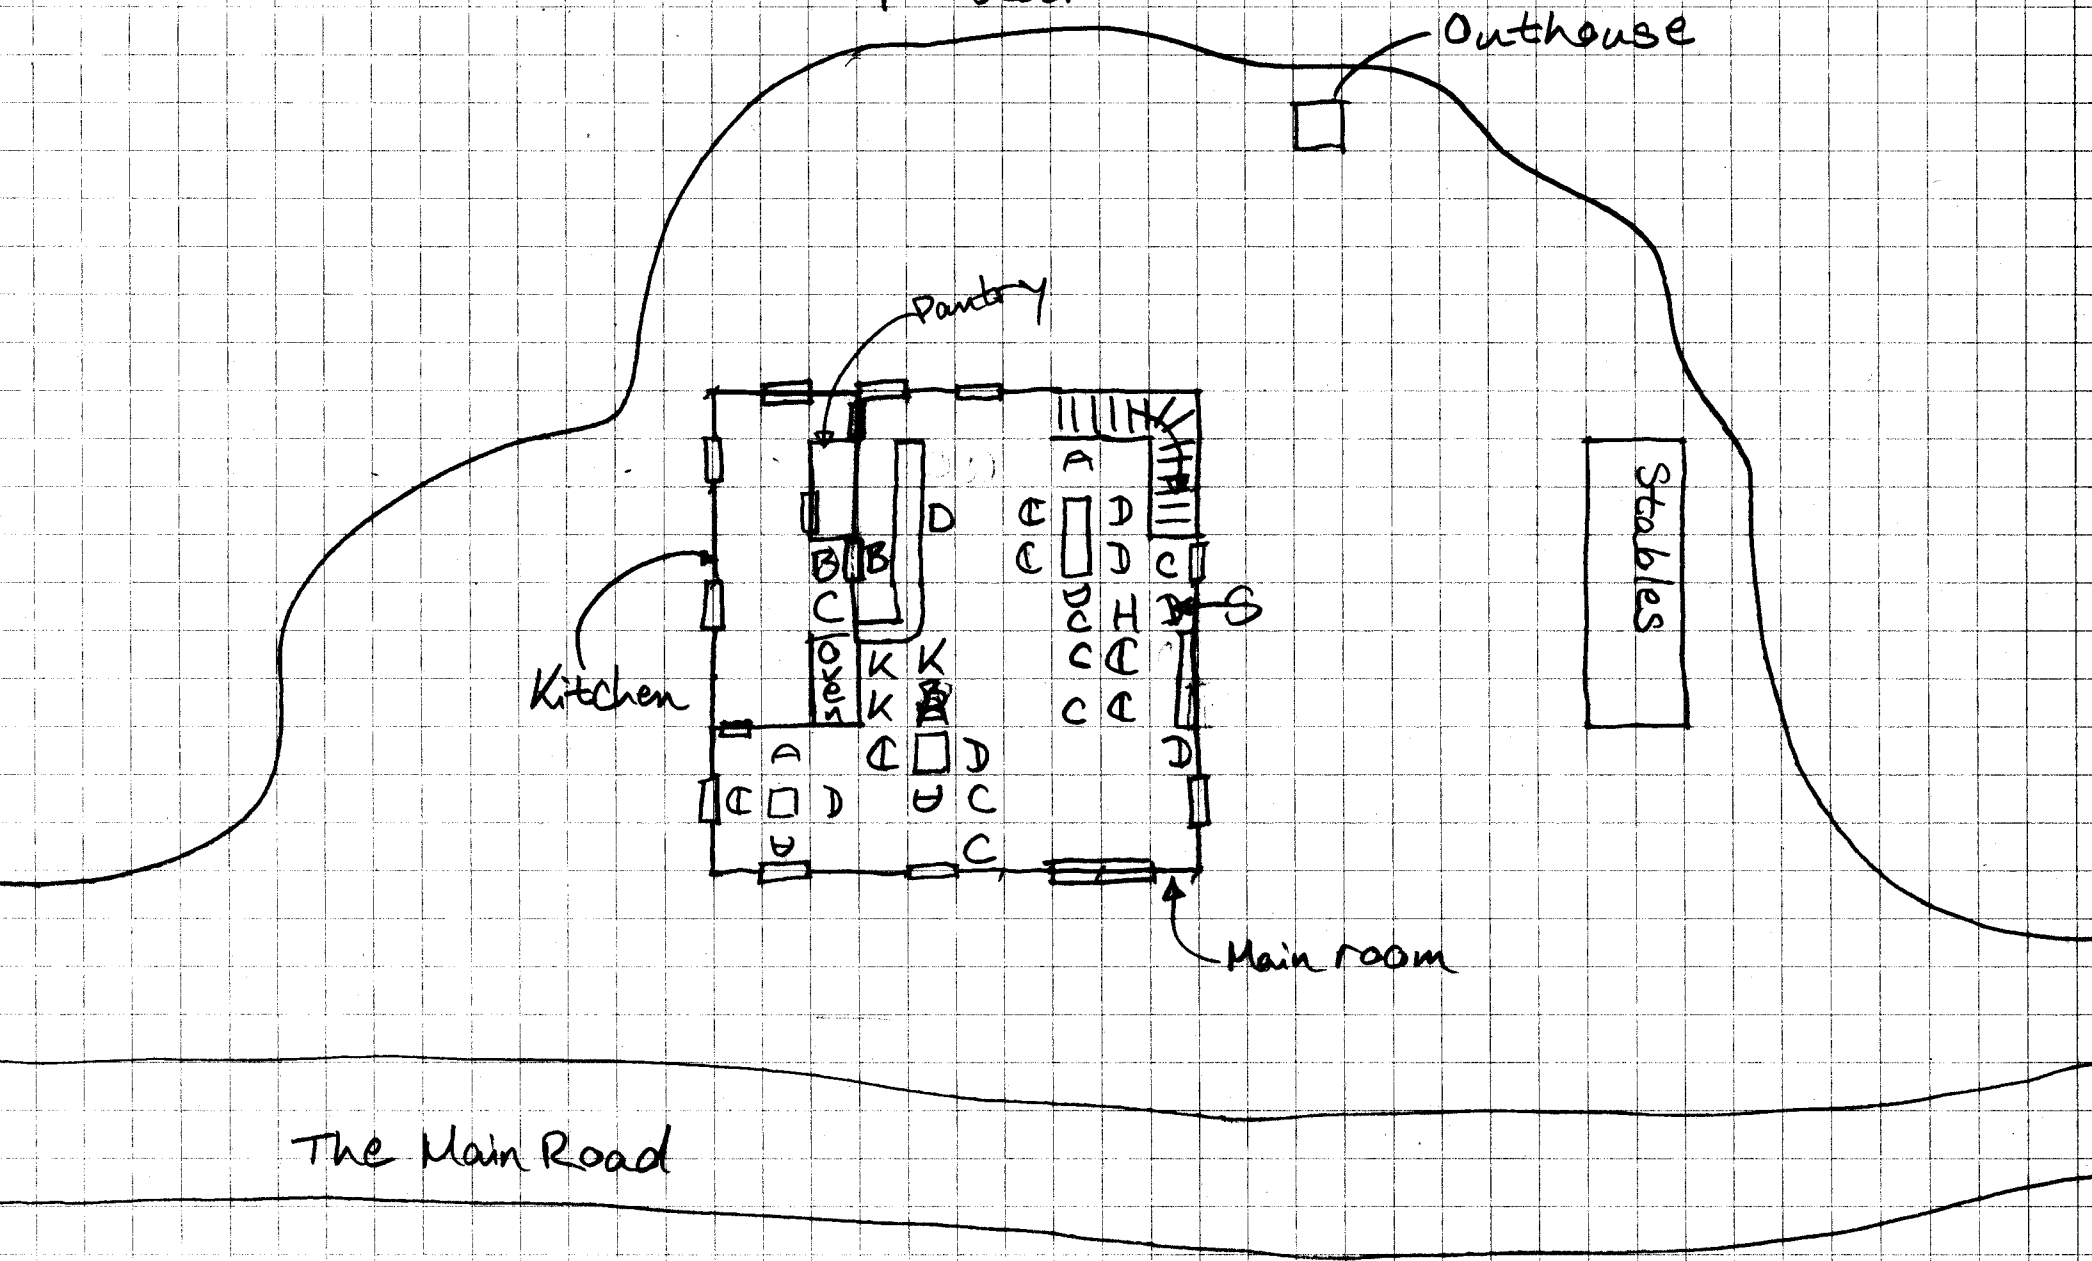 Outhouse
Pantry
Stables
A
C D
D
C D
B B C
C D H D S
C
Oven K K C C
Kitchen
K C C
A C D D
C D C
C
Main room
The Main Road